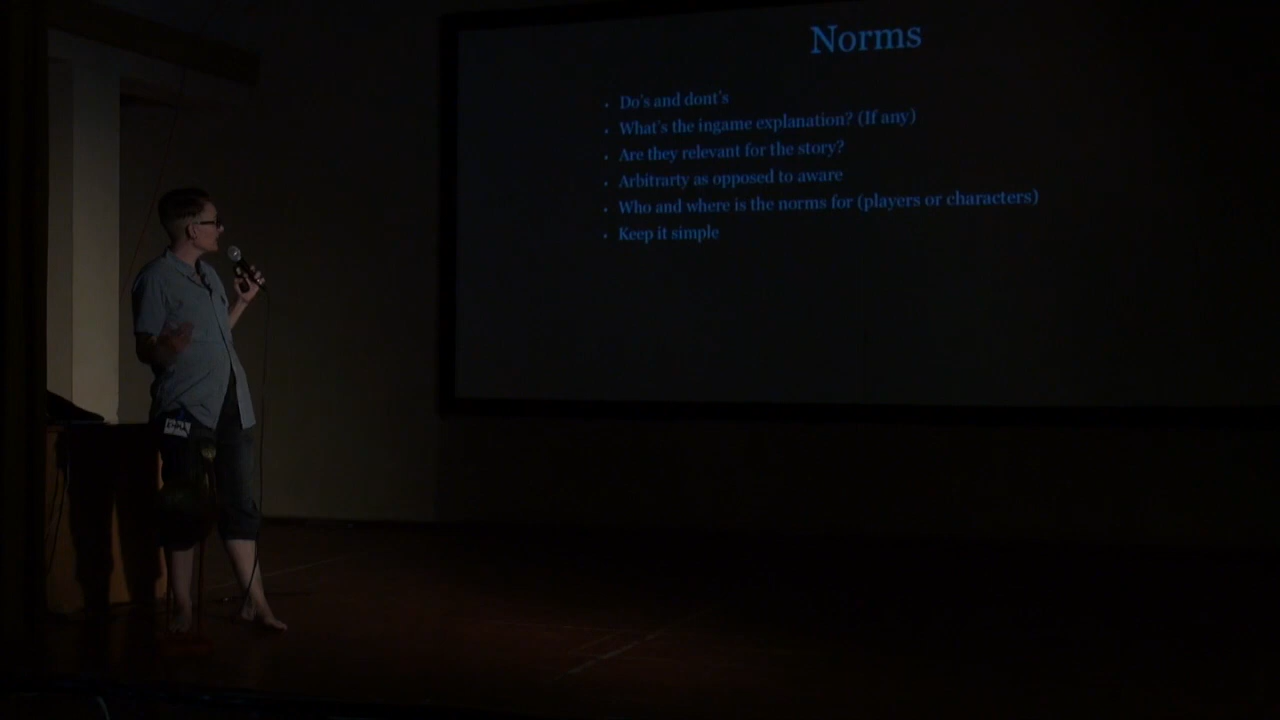 Norms
Do's and dont's
What's the ingame explanation? (If any)
Are they relevant for the story?
Arbitrarty as opposed to aware
Who and where is the norms for (players or characters)
Keep it simple